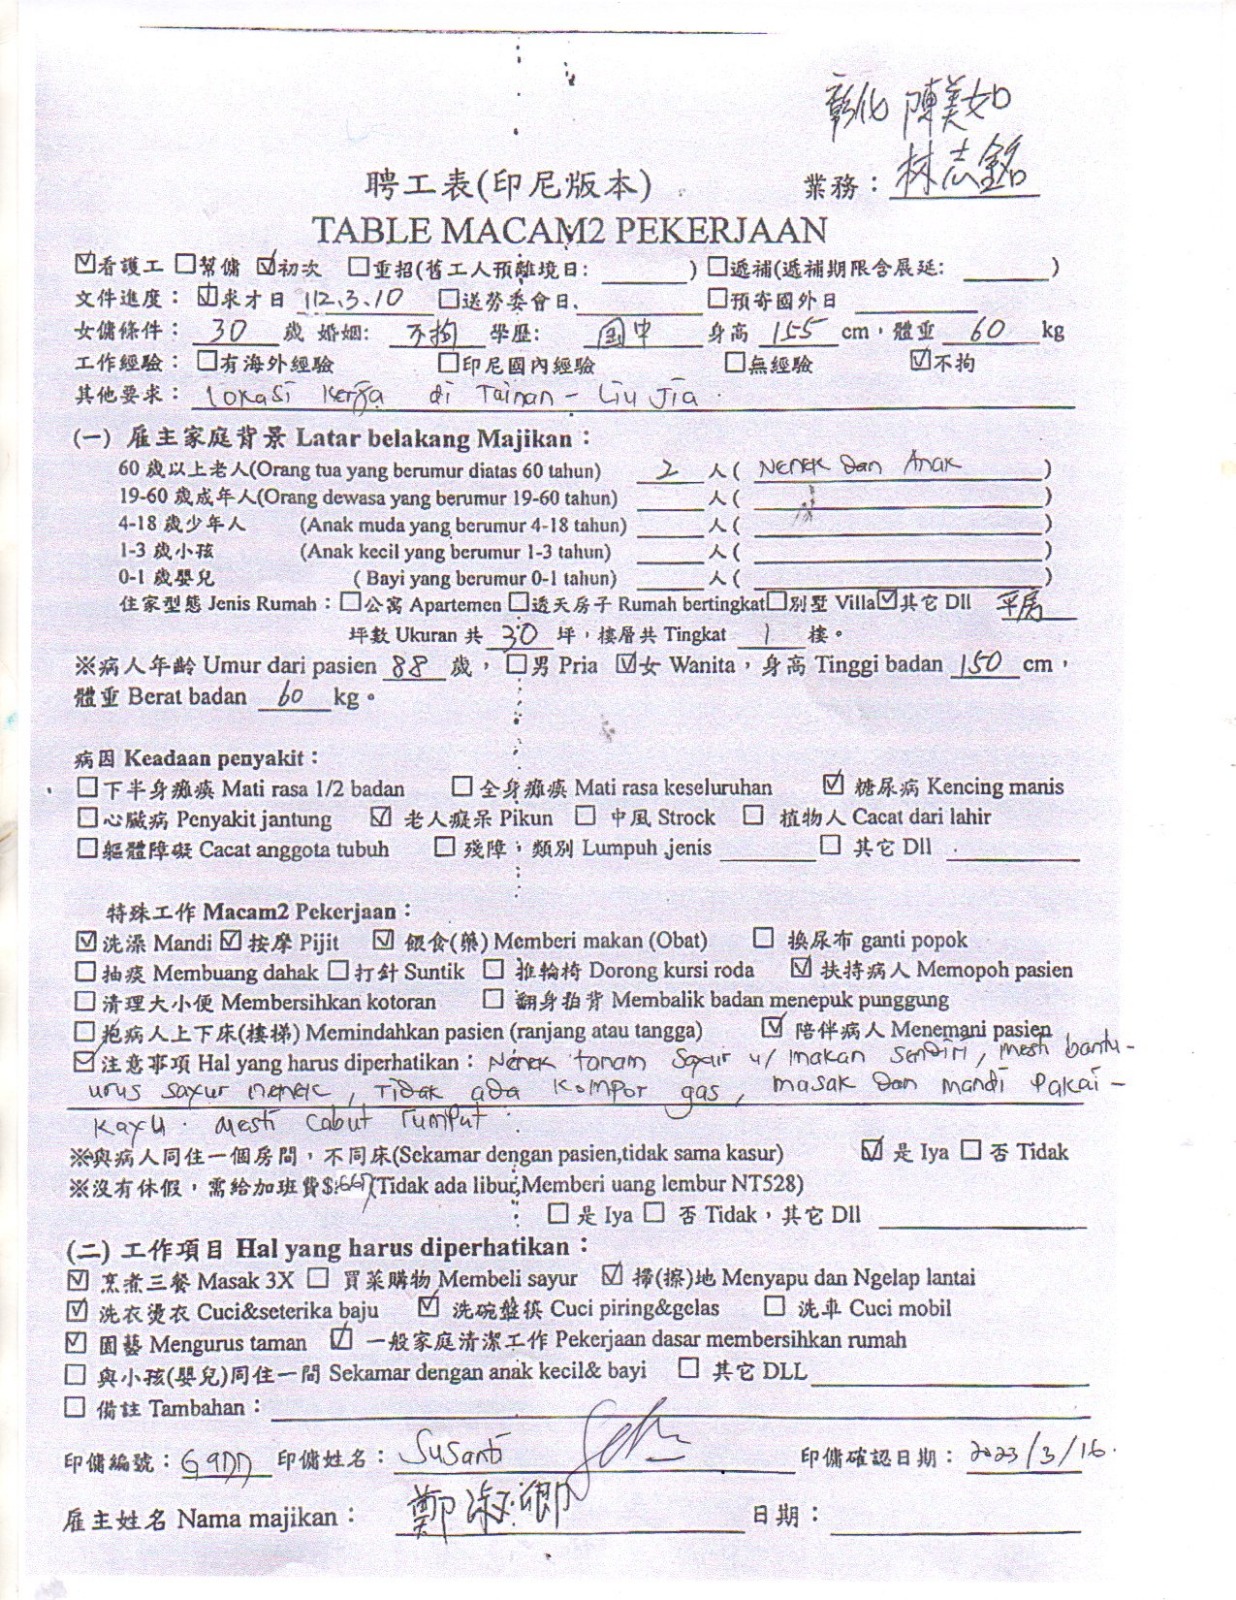 彰化 陳美如
聘工表(印尼版本) 業務：林志銘
TABLE MACAM2 PEKERJAAN
☑看護工 ☐幫傭 ☑初次 ☐重招(舊工人預離境日: ______) ☐遞補(遞補期限含展延: ______)
文件進度：☑求才日 112.3.10 ☐送勞委會日. ☐預寄國外日 ______
女傭條件： 30 歲 婚姻: 不拘 學歷: 国中 身高 155 cm，體重 60 kg
工作經驗：☐有海外經驗 ☐印尼國內經驗 ☐無經驗 ☑不拘
其他要求：Lokasi kerja di Tainan - Liu Jia.
(一) 雇主家庭背景 Latar belakang Majikan：
60 歲以上老人(Orang tua yang berumur diatas 60 tahun) 2 人( Nenek dan Anak )
19-60 歲成年人(Orang dewasa yang berumur 19-60 tahun) ______ 人( ______ )
4-18 歲少年人 (Anak muda yang berumur 4-18 tahun) ______ 人( ______ )
1-3 歲小孩 (Anak kecil yang berumur 1-3 tahun) ______ 人( ______ )
0-1 歲嬰兒 ( Bayi yang berumur 0-1 tahun) ______ 人( ______ )
住家型態 Jenis Rumah：☐公寓 Apartemen ☐透天房子 Rumah bertingkat ☐別墅 Villa ☑其它 Dll 平房
坪數 Ukuran 共 30 坪，樓層共 Tingkat 1 樓。
※病人年齡 Umur dari pasien 88 歲，☐男 Pria ☑女 Wanita，身高 Tinggi badan 150 cm，
體重 Berat badan 60 kg。
病因 Keadaan penyakit：
☐下半身癱瘓 Mati rasa 1/2 badan ☐全身癱瘓 Mati rasa keseluruhan ☑ 糖尿病 Kencing manis
☐心臟病 Penyakit jantung ☑ 老人癡呆 Pikun ☐ 中風 Strock ☐ 植物人 Cacat dari lahir
☐軀體障礙 Cacat anggota tubuh ☐ 殘障，類別 Lumpuh jenis ______ ☐ 其它 Dll ______
特殊工作 Macam2 Pekerjaan：
☑洗澡 Mandi ☑按摩 Pijit ☑ 餵食(藥) Memberi makan (Obat) ☐ 換尿布 ganti popok
☐抽痰 Membuang dahak ☐打針 Suntik ☐ 推輪椅 Dorong kursi roda ☑ 扶持病人 Memopoh pasien
☐清理大小便 Membersihkan kotoran ☐ 翻身拍背 Membalik badan menepuk punggung
☐抱病人上下床(樓梯) Memindahkan pasien (ranjang atau tangga) ☑ 陪伴病人 Menemani pasien
☑注意事項 Hal yang harus diperhatikan：Nenek tanam sayur u/ makan sendiri, mesti bantu-
urus sayur nenek, Tidak ada kompor gas, masak dan mandi pakai-
kayu. Mesti cabut rumput.
※與病人同住一個房間，不同床(Sekamar dengan pasien,tidak sama kasur) ☑ 是 Iya ☐ 否 Tidak
※沒有休假，需給加班費$:667(Tidak ada libur,Memberi uang lembur NT528)
☐ 是 Iya ☐ 否 Tidak，其它 Dll ______
(二) 工作項目 Hal yang harus diperhatikan：
☑ 烹煮三餐 Masak 3X ☐ 買菜購物 Membeli sayur ☑ 掃(擦)地 Menyapu dan Ngelap lantai
☑ 洗衣燙衣 Cuci&seterika baju ☑ 洗碗盤筷 Cuci piring&gelas ☐ 洗車 Cuci mobil
☑ 園藝 Mengurus taman ☑ 一般家庭清潔工作 Pekerjaan dasar membersihkan rumah
☐ 與小孩(嬰兒)同住一間 Sekamar dengan anak kecil& bayi ☐ 其它 DLL ______
☐ 備註 Tambahan：______
印傭編號： 印傭姓名：Susanti 印傭確認日期：2023/3/16.
雇主姓名 Nama majikan：鄭淑卿 日期：______